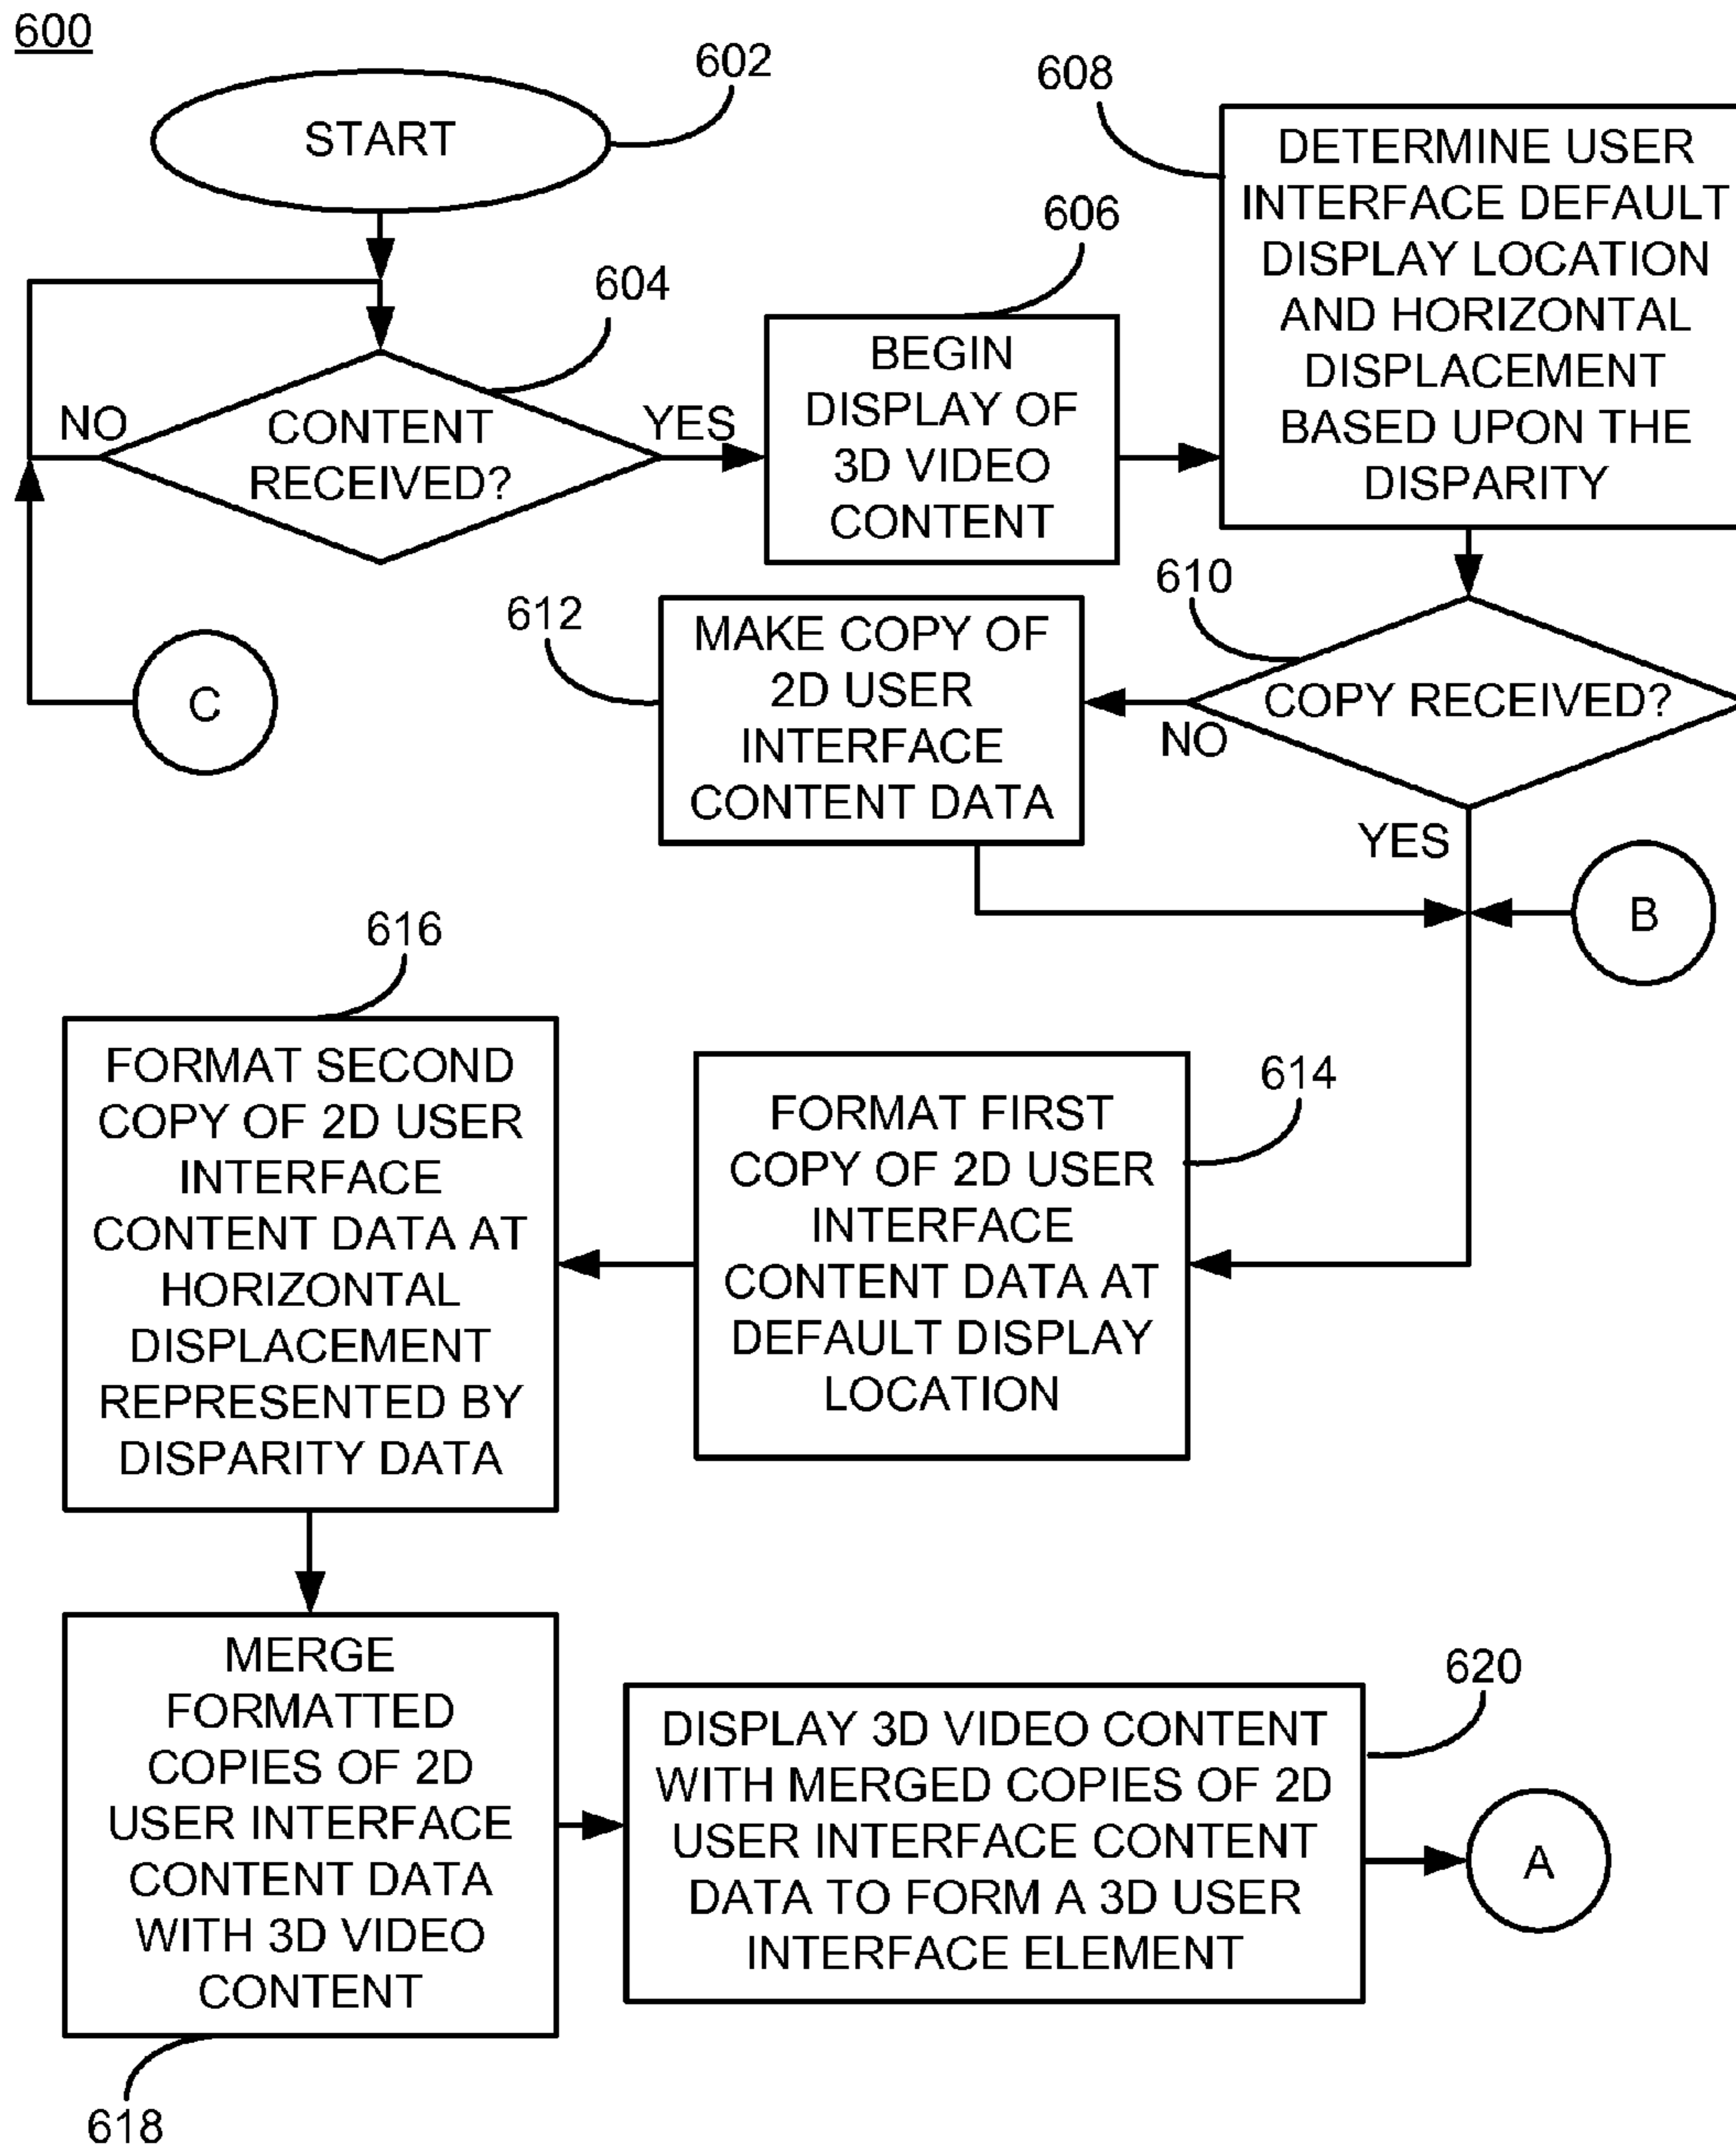 600
602
START
604
CONTENT
RECEIVED?
NO
YES
606
BEGIN
DISPLAY OF
3D VIDEO
CONTENT
608
DETERMINE USER
INTERFACE DEFAULT
DISPLAY LOCATION
AND HORIZONTAL
DISPLACEMENT
BASED UPON THE
DISPARITY
610
COPY RECEIVED?
NO
YES
612
MAKE COPY OF
2D USER
INTERFACE
CONTENT DATA
C
B
614
FORMAT FIRST
COPY OF 2D USER
INTERFACE
CONTENT DATA AT
DEFAULT DISPLAY
LOCATION
616
FORMAT SECOND
COPY OF 2D USER
INTERFACE
CONTENT DATA AT
HORIZONTAL
DISPLACEMENT
REPRESENTED BY
DISPARITY DATA
MERGE
FORMATTED
COPIES OF 2D
USER INTERFACE
CONTENT DATA
WITH 3D VIDEO
CONTENT
618
620
DISPLAY 3D VIDEO CONTENT
WITH MERGED COPIES OF 2D
USER INTERFACE CONTENT
DATA TO FORM A 3D USER
INTERFACE ELEMENT
A